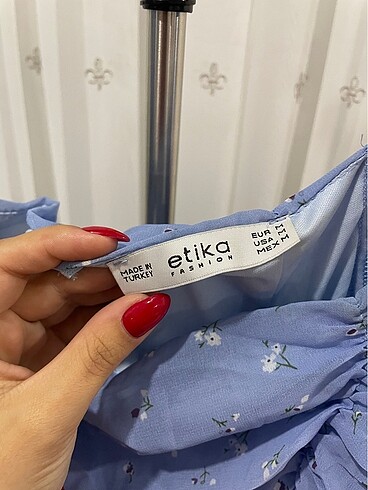 MADE IN
TURKEY
etika
FASHION
EUR M
USA M
MEX M